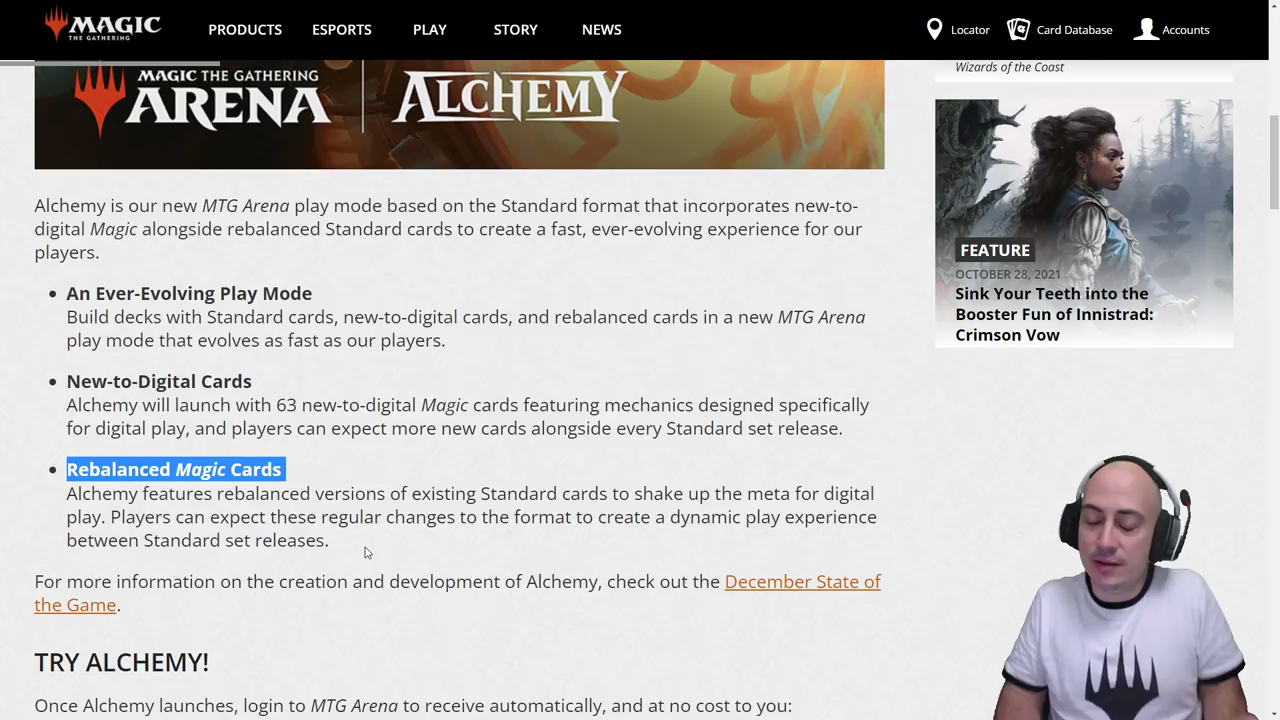 MAGIC
THE GATHERING
PRODUCTS
ESPORTS
PLAY
STORY
NEWS
Locator
Card Database
Accounts
MAGIC THE GATHERING
ARENA
ALCHEMY
Alchemy is our new MTG Arena play mode based on the Standard format that incorporates new-to-
digital Magic alongside rebalanced Standard cards to create a fast, ever-evolving experience for our
players.
• An Ever-Evolving Play Mode
Build decks with Standard cards, new-to-digital cards, and rebalanced cards in a new MTG Arena
play mode that evolves as fast as our players.
• New-to-Digital Cards
Alchemy will launch with 63 new-to-digital Magic cards featuring mechanics designed specifically
for digital play, and players can expect more new cards alongside every Standard set release.
• Rebalanced Magic Cards
Alchemy features rebalanced versions of existing Standard cards to shake up the meta for digital
play. Players can expect these regular changes to the format to create a dynamic play experience
between Standard set releases.
For more information on the creation and development of Alchemy, check out the December State of
the Game.
TRY ALCHEMY!
Once Alchemy launches, login to MTG Arena to receive automatically, and at no cost to you:
Wizards of the Coast
FEATURE
OCTOBER 28, 2021
Sink Your Teeth into the
Booster Fun of Innistrad:
Crimson Vow